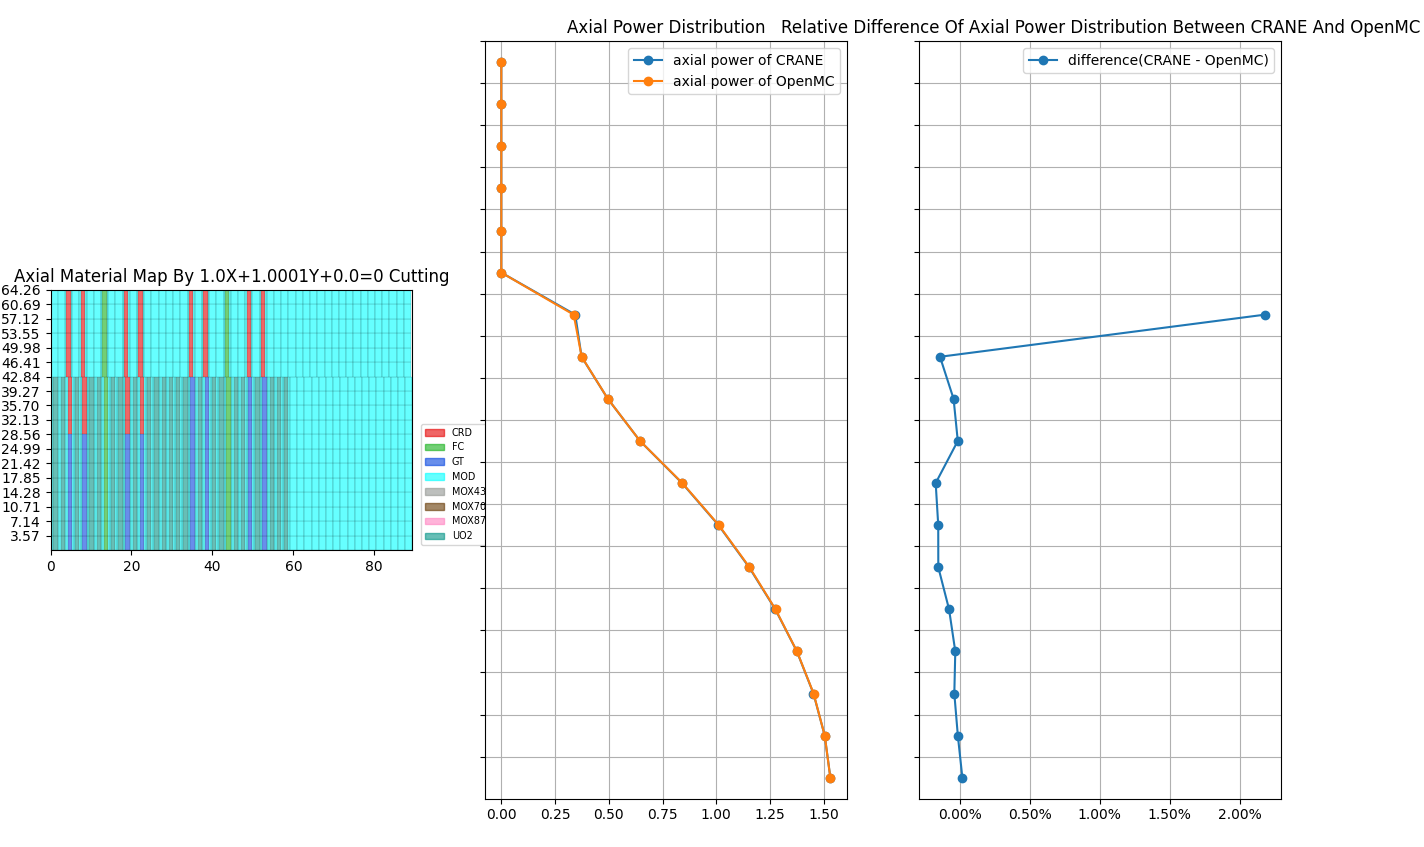 Axial Power Distribution
Relative Difference Of Axial Power Distribution Between CRANE And OpenMC
axial power of CRANE
axial power of OpenMC
difference(CRANE - OpenMC)
Axial Material Map By 1.0X+1.0001Y+0.0=0 Cutting
64.26
60.69
57.12
53.55
49.98
46.41
42.84
39.27
35.70
32.13
28.56
24.99
21.42
17.85
14.28
10.71
7.14
3.57
0 20 40 60 80
CRD
FC
GT
MOD
MOX43
MOX70
MOX87
UO2
0.00 0.25 0.50 0.75 1.00 1.25 1.50
0.00% 0.50% 1.00% 1.50% 2.00%